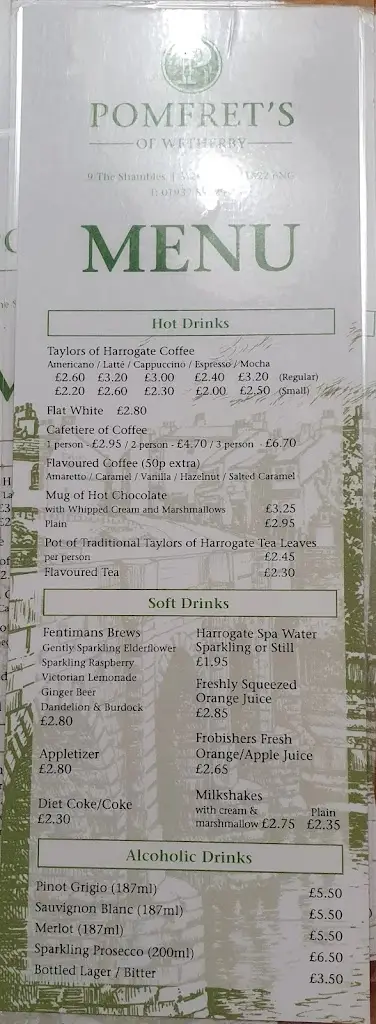 POMFRET'S
OF WETHERBY
9 The Shambles
MENU
Hot Drinks
Taylors of Harrogate Coffee
Americano / Latté / Cappuccino / Espresso / Mocha
£2.60 £3.20 £3.00 £2.40 £3.20 (Regular)
£2.20 £2.60 £2.30 £2.00 £2.50 (Small)
Flat White £2.80
Cafetiere of Coffee
1 person - £2.95 / 2 person - £4.70 / 3 person - £6.70
Flavoured Coffee (50p extra)
Amaretto / Caramel / Vanilla / Hazelnut / Salted Caramel
Mug of Hot Chocolate
with Whipped Cream and Marshmallows £3.25
Plain £2.95
Pot of Traditional Taylors of Harrogate Tea Leaves
per person £2.45
Flavoured Tea £2.30
Soft Drinks
Fentimans Brews
Gently Sparkling Elderflower
Sparkling Raspberry
Victorian Lemonade
Ginger Beer
Dandelion & Burdock
£2.80
Appletizer
£2.80
Diet Coke/Coke
£2.30
Harrogate Spa Water
Sparkling or Still
£1.95
Freshly Squeezed
Orange Juice
£2.85
Frobishers Fresh
Orange/Apple Juice
£2.65
Milkshakes
with cream & Plain
marshmallow £2.75 £2.35
Alcoholic Drinks
Pinot Grigio (187ml) £5.50
Sauvignon Blanc (187ml) £5.50
Merlot (187ml) £5.50
Sparkling Prosecco (200ml) £6.50
Bottled Lager / Bitter £3.50